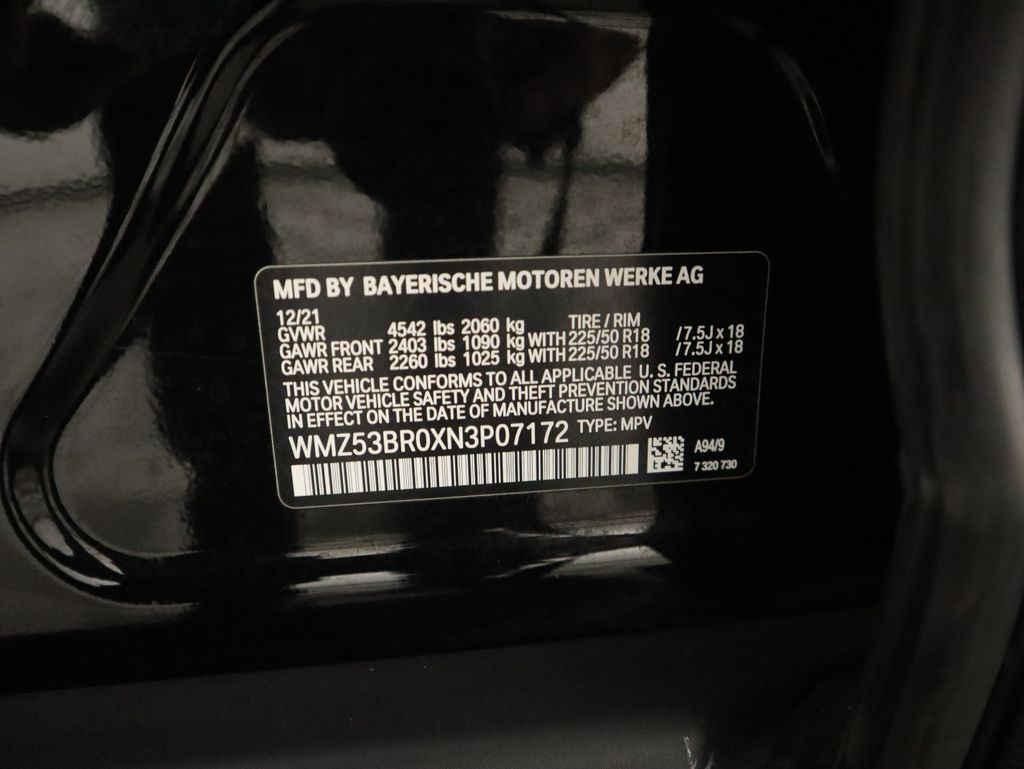 MFD BY BAYERISCHE MOTOREN WERKE AG
12/21
GVWR 4542 lbs 2060 kg TIRE / RIM
GAWR FRONT 2403 lbs 1090 kg WITH 225/50 R18 /7.5J x 18
GAWR REAR 2260 lbs 1025 kg WITH 225/50 R18 /7.5J x 18
THIS VEHICLE CONFORMS TO ALL APPLICABLE U. S. FEDERAL
MOTOR VEHICLE SAFETY AND THEFT PREVENTION STANDARDS
IN EFFECT ON THE DATE OF MANUFACTURE SHOWN ABOVE.
WMZ53BR0XN3P07172 TYPE: MPV
A94/9
7 320 730